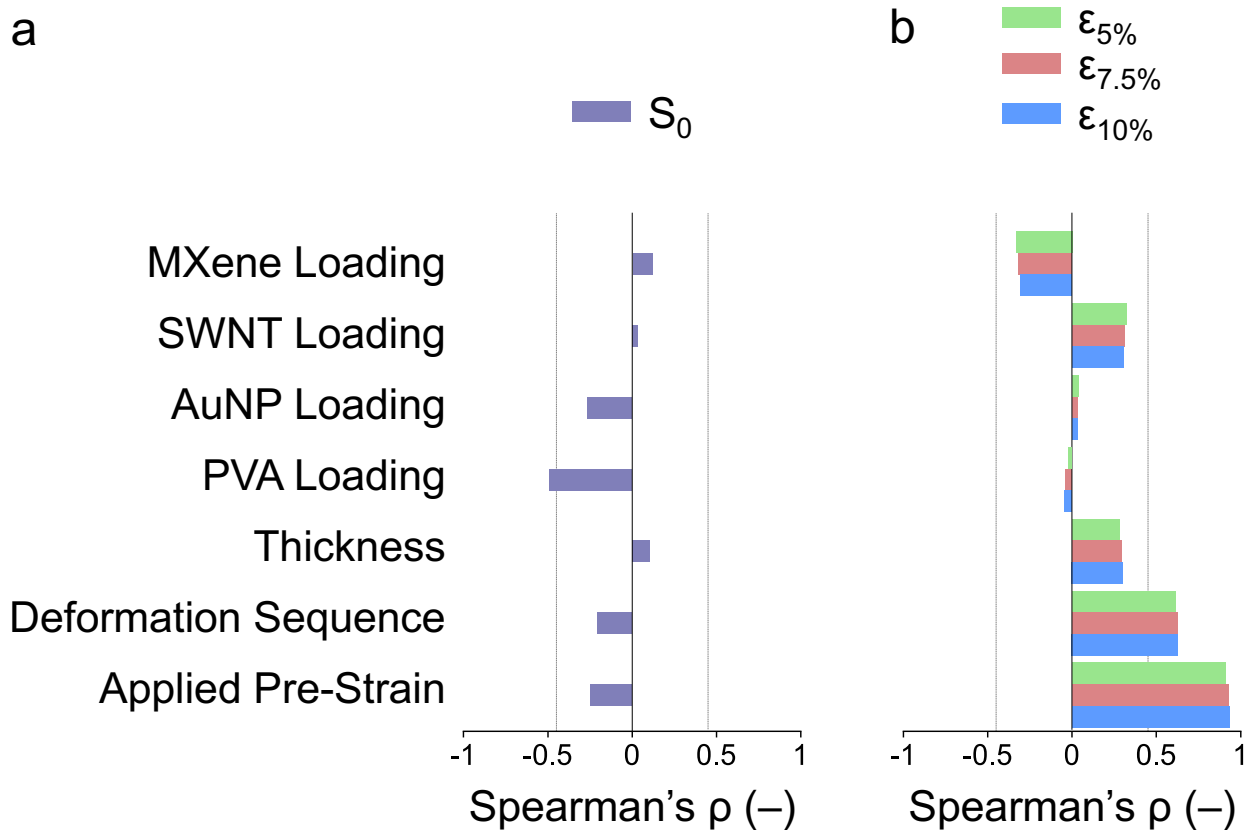 a
S₀
b
ε₅%
ε₇.₅%
ε₁₀%
MXene Loading
SWNT Loading
AuNP Loading
PVA Loading
Thickness
Deformation Sequence
Applied Pre-Strain
-1 -0.5 0 0.5 1
Spearman’s ρ (–)
-1 -0.5 0 0.5 1
Spearman’s ρ (–)